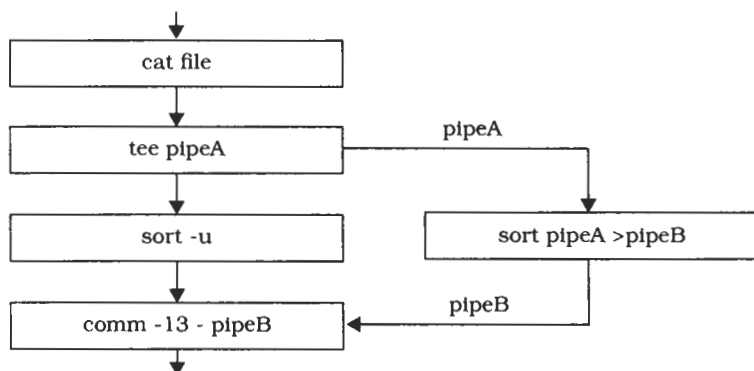 cat file
pipeA
tee pipeA
sort -u
sort pipeA >pipeB
pipeB
comm -13 - pipeB